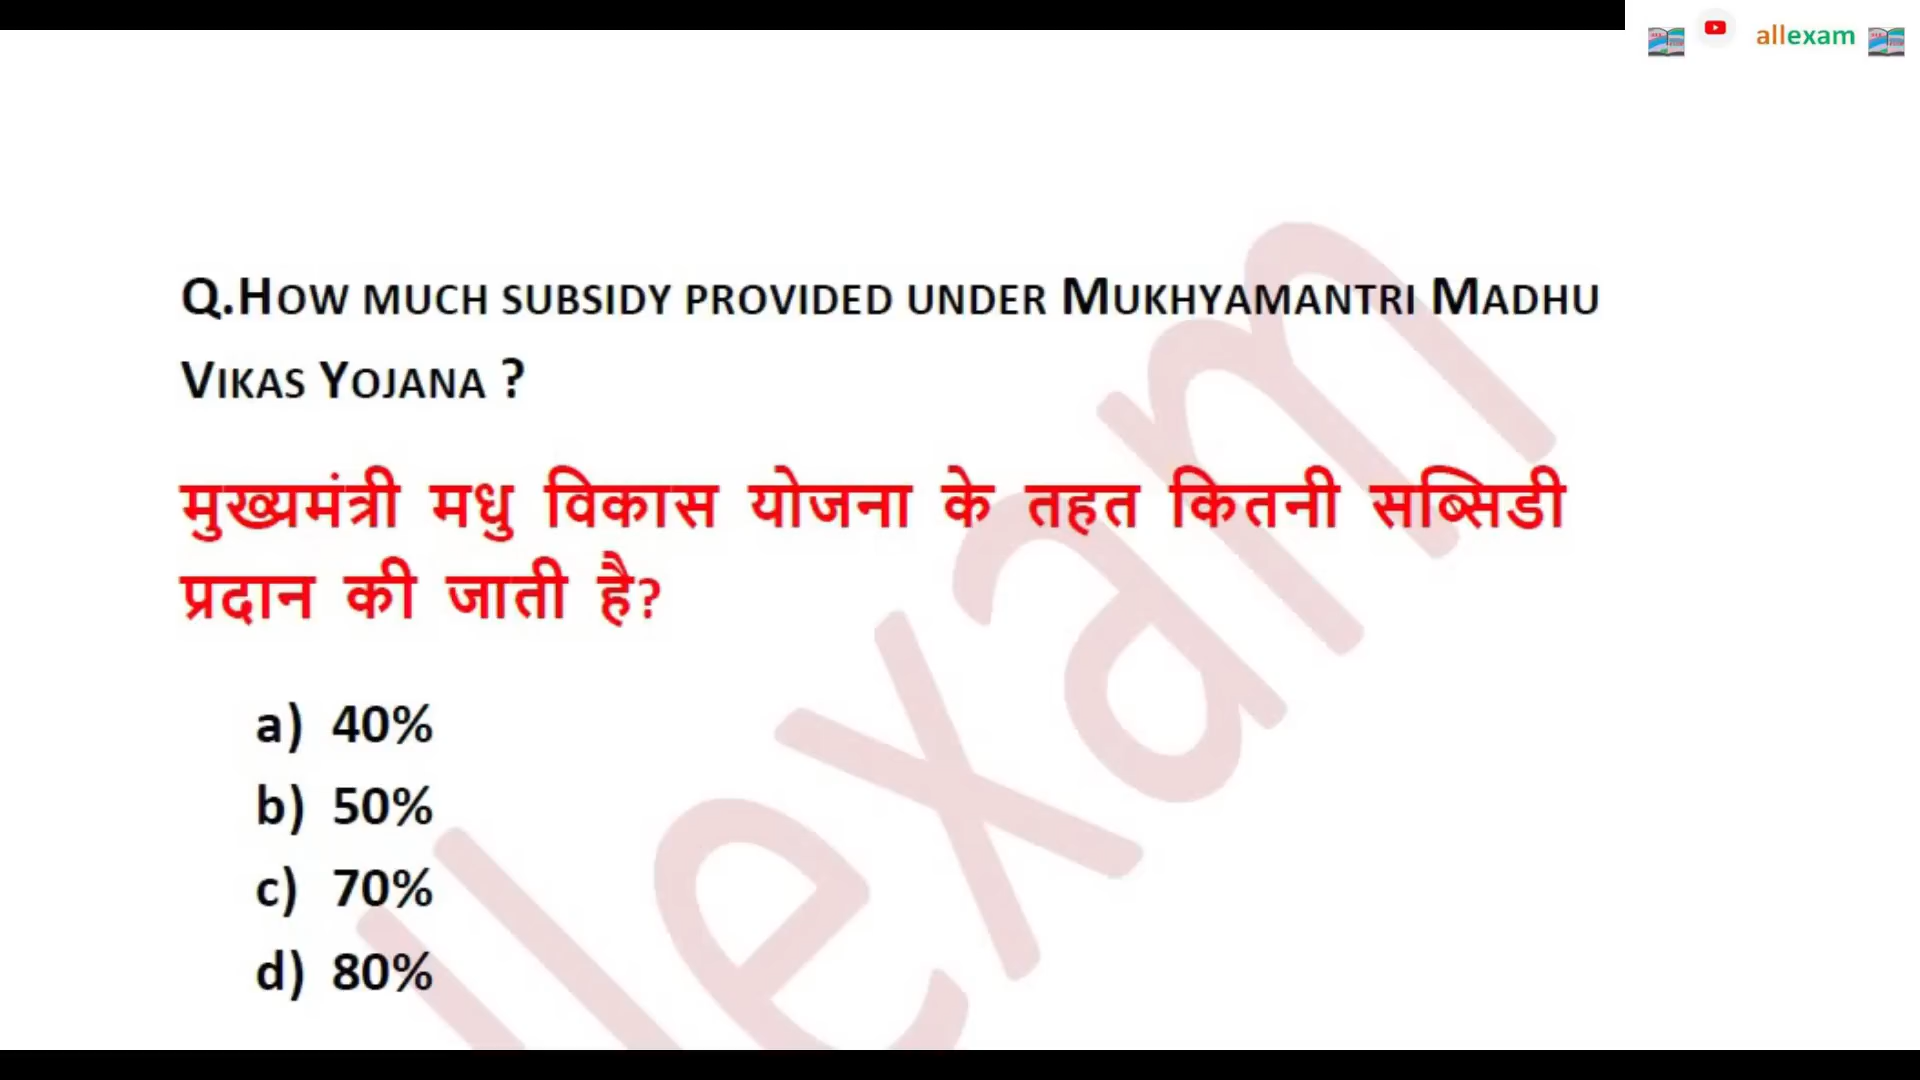 allexam
Q.How much subsidy provided under Mukhyamantri Madhu
Vikas Yojana ?
मुख्यमंत्री मधु विकास योजना के तहत कितनी सब्सिडी
प्रदान की जाती है?
a) 40%
b) 50%
c) 70%
d) 80%
allexam